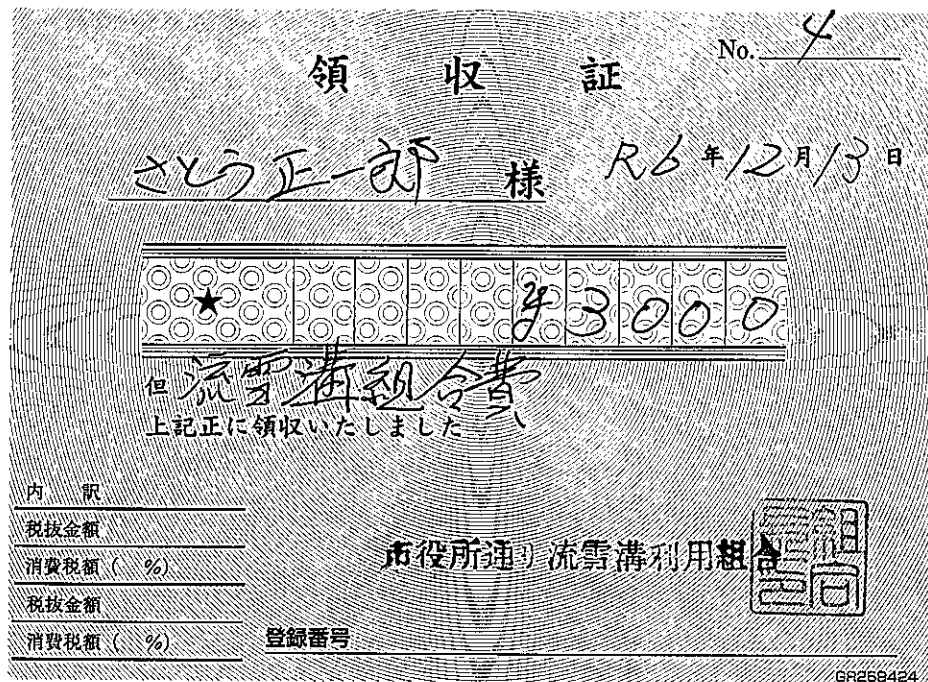 No. 4
領収証
さとう正一郎 様 R6年12月13日
★ ¥3000
但 流雪溝組合費
上記正に領収いたしました
内 訳
税抜金額
消費税額( %)
税抜金額
消費税額( %)
市役所通り流雪溝利用組合
登録番号
GR259424